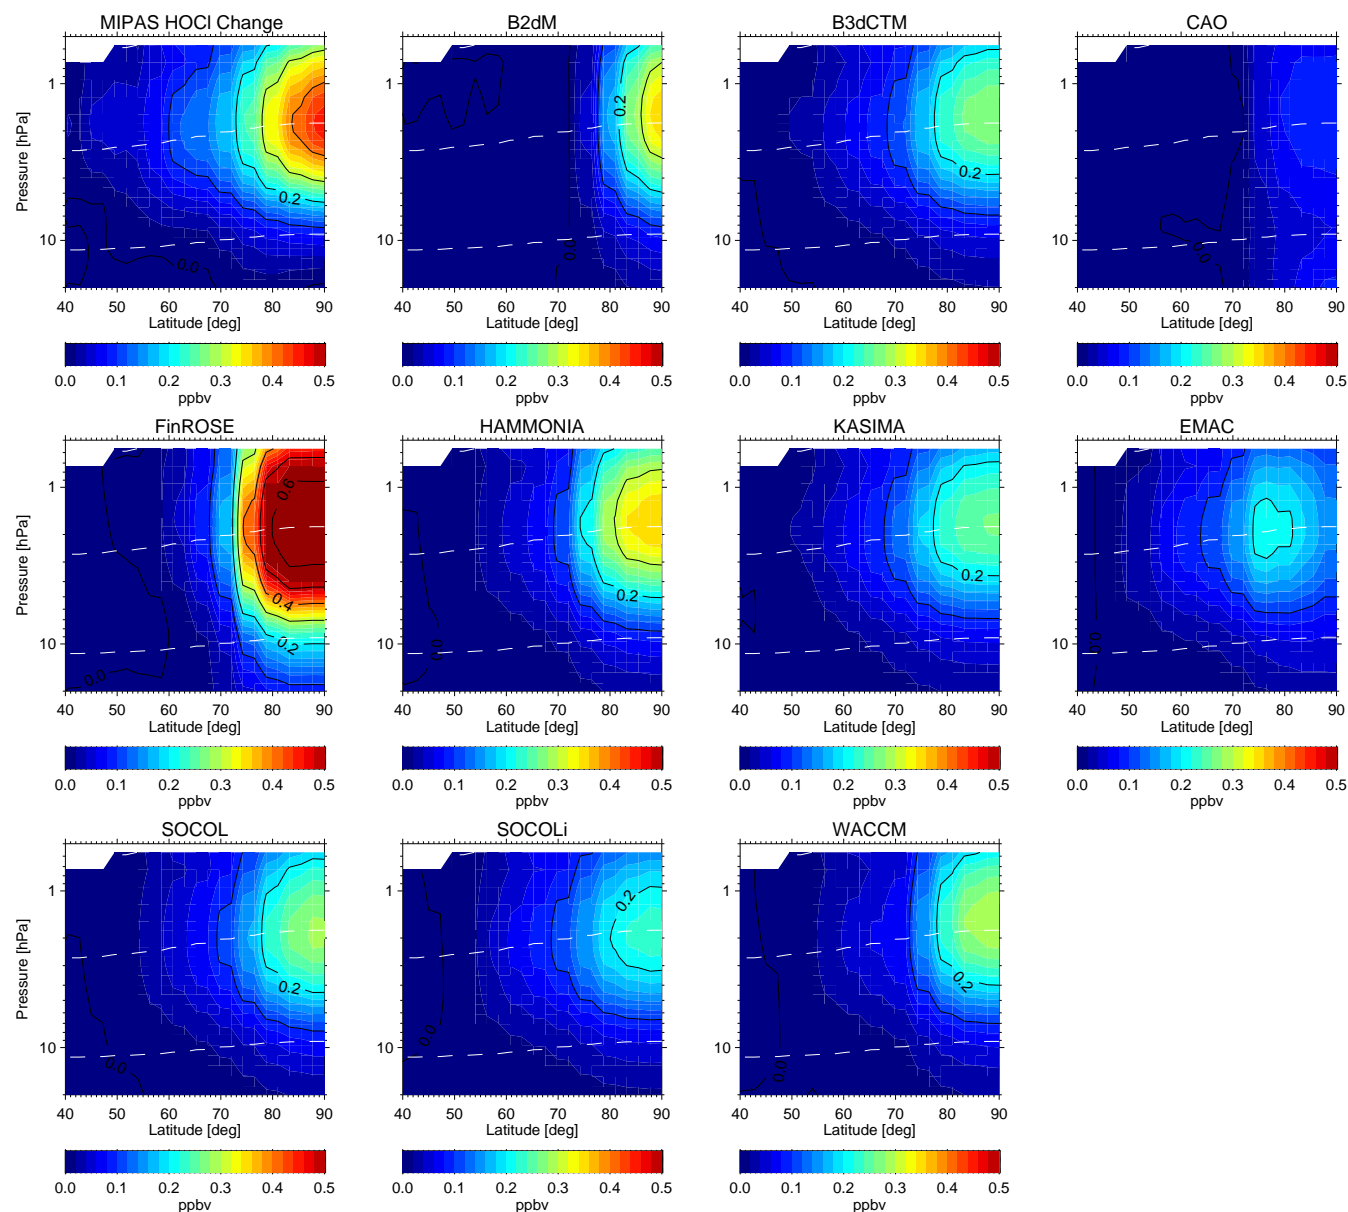 MIPAS HOCl Change B2dM B3dCTM CAO
Pressure [hPa]
1 1 1 1
10 10 10 10
0.2 0.0
0.2 0.0
0.2
0.0
40 50 60 70 80 90 40 50 60 70 80 90 40 50 60 70 80 90 40 50 60 70 80 90
Latitude [deg] Latitude [deg] Latitude [deg] Latitude [deg]
0.0 0.1 0.2 0.3 0.4 0.5 0.0 0.1 0.2 0.3 0.4 0.5 0.0 0.1 0.2 0.3 0.4 0.5 0.0 0.1 0.2 0.3 0.4 0.5
ppbv ppbv ppbv ppbv
FinROSE HAMMONIA KASIMA EMAC
Pressure [hPa]
1 1 1 1
10 10 10 10
0.6 0.4 0.2 0.0
0.2 0.0
0.2
0.0
40 50 60 70 80 90 40 50 60 70 80 90 40 50 60 70 80 90 40 50 60 70 80 90
Latitude [deg] Latitude [deg] Latitude [deg] Latitude [deg]
0.0 0.1 0.2 0.3 0.4 0.5 0.0 0.1 0.2 0.3 0.4 0.5 0.0 0.1 0.2 0.3 0.4 0.5 0.0 0.1 0.2 0.3 0.4 0.5
ppbv ppbv ppbv ppbv
SOCOL SOCOLi WACCM
Pressure [hPa]
1 1 1
10 10 10
0.2 0.0
0.2 0.0
0.2 0.0
40 50 60 70 80 90 40 50 60 70 80 90 40 50 60 70 80 90
Latitude [deg] Latitude [deg] Latitude [deg]
0.0 0.1 0.2 0.3 0.4 0.5 0.0 0.1 0.2 0.3 0.4 0.5 0.0 0.1 0.2 0.3 0.4 0.5
ppbv ppbv ppbv